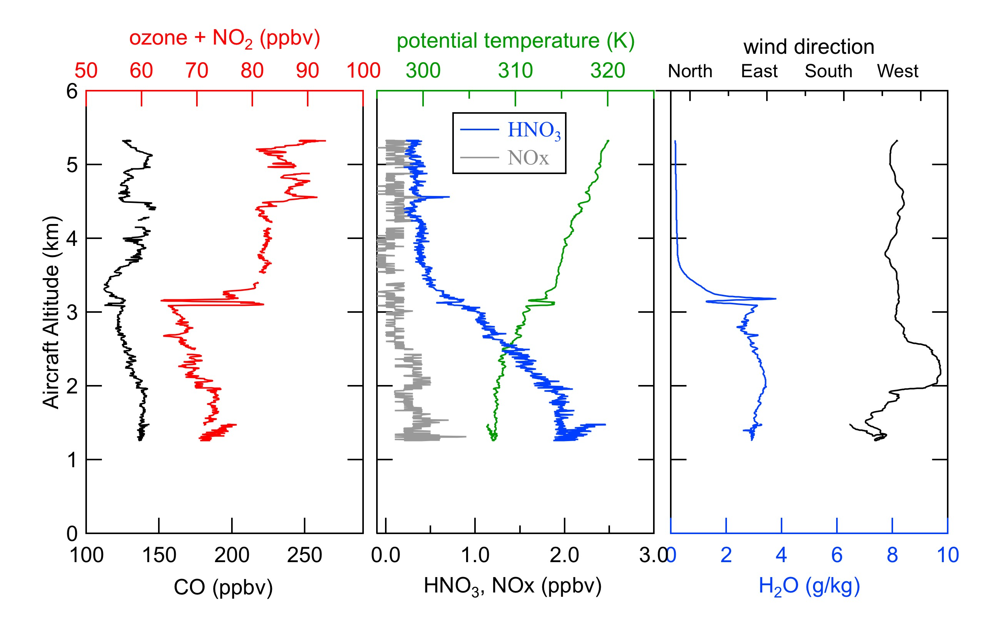 ozone + NO2 (ppbv)
50 60 70 80 90 100
potential temperature (K)
300 310 320
wind direction
North East South West
HNO3
NOx
Aircraft Altitude (km)
6
5
4
3
2
1
0
100 150 200 250
CO (ppbv)
0.0 1.0 2.0 3.0
HNO3, NOx (ppbv)
0 2 4 6 8 10
H2O (g/kg)